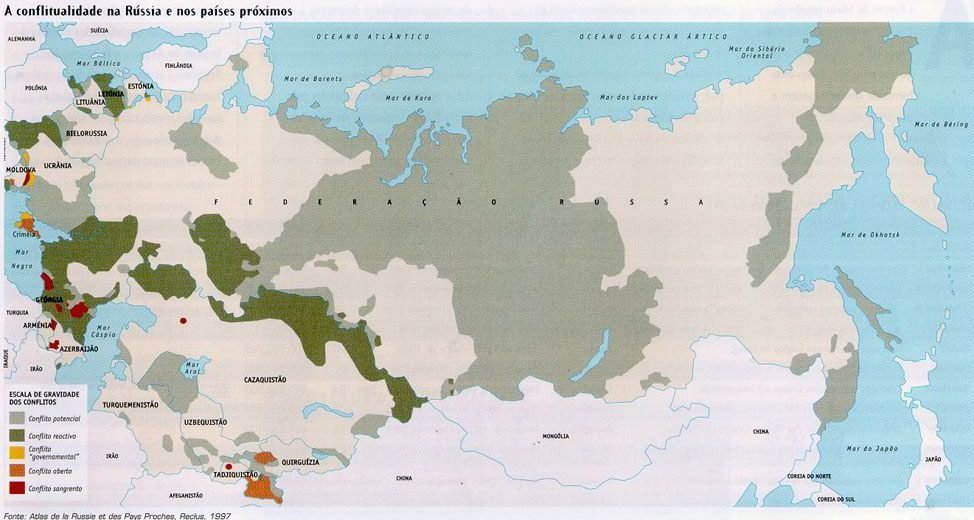 A conflitualidade na Rússia e nos países próximos
OCEANO ATLÂNTICO
OCEANO GLACIAR ÁRTICO
SUÉCIA
ALEMANHA
Mar da Sibéria
Oriental
Mar Báltico
FINLÂNDIA
Mar de Barents
POLÓNIA
ESTÓNIA
LETÓNIA
LITUÂNIA
Mar de Kara
Mar dos Laptev
Mar de Bering
BIELORUSSIA
MÓLDOVA
UCRÂNIA
FEDERAÇÃO RUSSA
Crimeia
Mar de Okhotsk
Mar
Negro
GEÓRGIA
TURQUIA
ARMÉNIA
Mar
Cáspio
AZERBAIJÃO
IRAQUE
IRÃO
Mar
Aral
CAZAQUISTÃO
TURQUEMENISTÃO
UZBEQUISTÃO
MONGÓLIA
CHINA
Mar do Japão
JAPÃO
IRÃO
QUIRGUÍZIA
TADJIQUISTÃO
CHINA
COREIA DO NORTE
AFEGANISTÃO
COREIA DO SUL
ESCALA DE GRAVIDADE
DOS CONFLITOS
Conflito potencial
Conflito reactivo
Conflito
"governamental"
Conflito aberto
Conflito sangrento
Fonte: Atlas de la Russie et des Pays Proches, Reclus, 1997